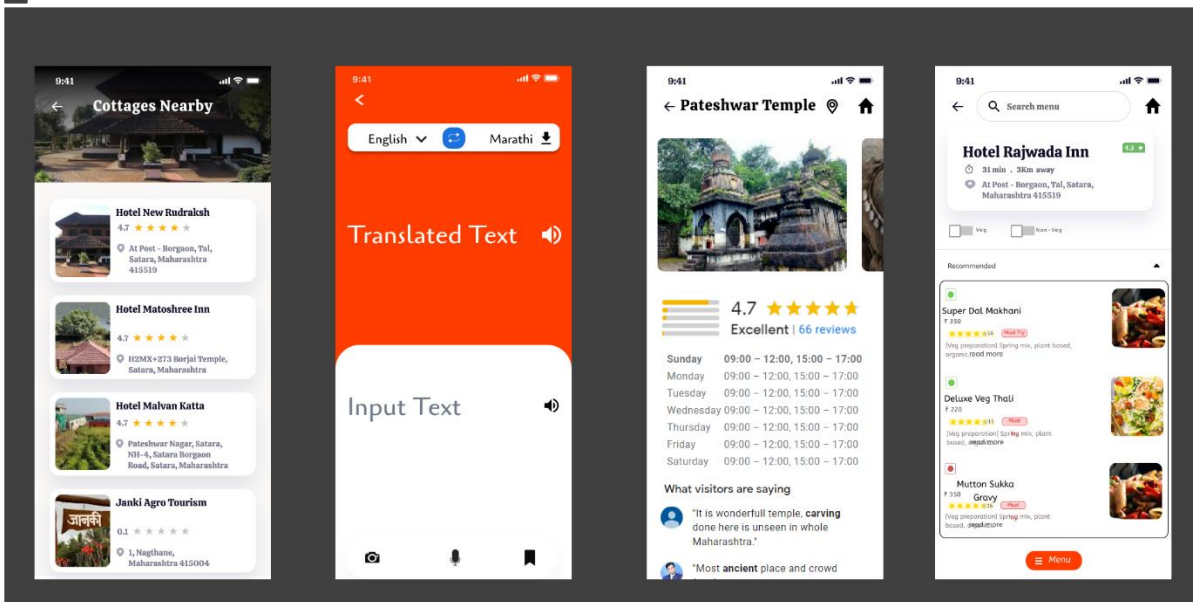 9:41
Cottages Nearby
Hotel New Rudraksh
4.7
At Post - Borgaon, Tal,
Satara, Maharashtra
415519
Hotel Matoshree Inn
4.7
H2MX+273 Borjai Temple,
Satara, Maharashtra
Hotel Malvan Katta
4.7
Pateshwar Nagar, Satara,
NH-4, Satara Borgaon
Road, Satara, Maharashtra
जानकी
Janki Agro Tourism
0.1
1, Nagthane,
Maharashtra 415004
9:41
English Marathi
Translated Text
Input Text
9:41
Pateshwar Temple
4.7
Excellent | 66 reviews
Sunday 09:00 – 12:00, 15:00 – 17:00
Monday 09:00 – 12:00, 15:00 – 17:00
Tuesday 09:00 – 12:00, 15:00 – 17:00
Wednesday 09:00 – 12:00, 15:00 – 17:00
Thursday 09:00 – 12:00, 15:00 – 17:00
Friday 09:00 – 12:00, 15:00 – 17:00
Saturday 09:00 – 12:00, 15:00 – 17:00
What visitors are saying
"It is wonderfull temple, carving
done here is unseen in whole
Maharashtra."
"Most ancient place and crowd
9:41
Search menu
Hotel Rajwada Inn 4.3
31 min . 3Km away
At Post - Borgaon, Tal, Satara,
Maharashtra 415519
Veg Non-Veg
Recommended
Super Dal Makhani
₹ 350
16 Must Try
[Veg preparation] Spring mix, plant based,
organic read more
Deluxe Veg Thali
₹ 220
11 Must
[Veg preparation] Spring mix, plant
based, read more
Mutton Sukka
₹ 350 Gravy
16 Must
[Veg preparation] Spring mix, plant
based, read more
Menu